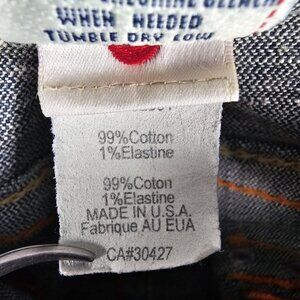 WHEN NEEDED
TUMBLE DRY LOW
99%Cotton
1%Elastine
99%Coton
1%Elastine
MADE IN U.S.A.
Fabrique AU EUA
CA#30427